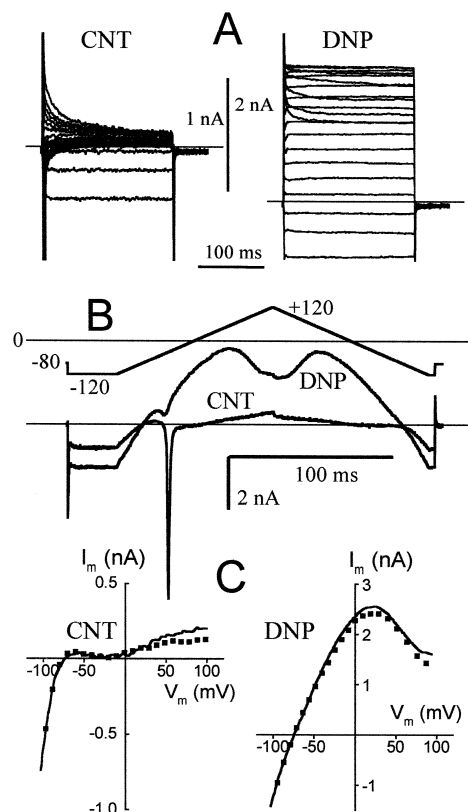 A
CNT
DNP
1 nA
2 nA
100 ms
B
+120
0
-80
-120
DNP
CNT
100 ms
2 nA
C
Im (nA)
0.5
CNT
-100
-50
50
100
Vm (mV)
-0.5
-1.0
Im (nA)
3
DNP
2
1
Vm (mV)
-100
-50
0
50
100
-1